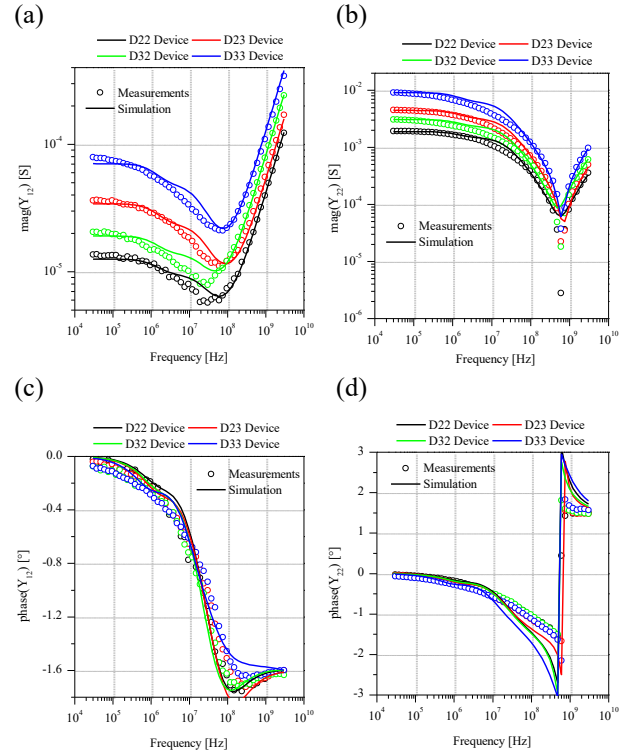 (a)
(b)
D22 Device D23 Device
D32 Device D33 Device
Measurements
Simulation
10^-4
10^-5
mag(Y_12) [S]
10^4 10^5 10^6 10^7 10^8 10^9 10^10
Frequency [Hz]
D22 Device D23 Device
D32 Device D33 Device
10^-2
10^-3
10^-4
10^-5
10^-6
mag(Y_22) [S]
Measurements
Simulation
10^4 10^5 10^6 10^7 10^8 10^9 10^10
Frequency [Hz]
(c)
(d)
D22 Device D23 Device
D32 Device D33 Device
Measurements
Simulation
0.0
-0.4
-0.8
-1.2
-1.6
phase(Y_12) [°]
10^4 10^5 10^6 10^7 10^8 10^9 10^10
Frequency [Hz]
D22 Device D23 Device
D32 Device D33 Device
Measurements
Simulation
3
2
1
0
-1
-2
-3
phase(Y_22) [°]
10^4 10^5 10^6 10^7 10^8 10^9 10^10
Frequency [Hz]